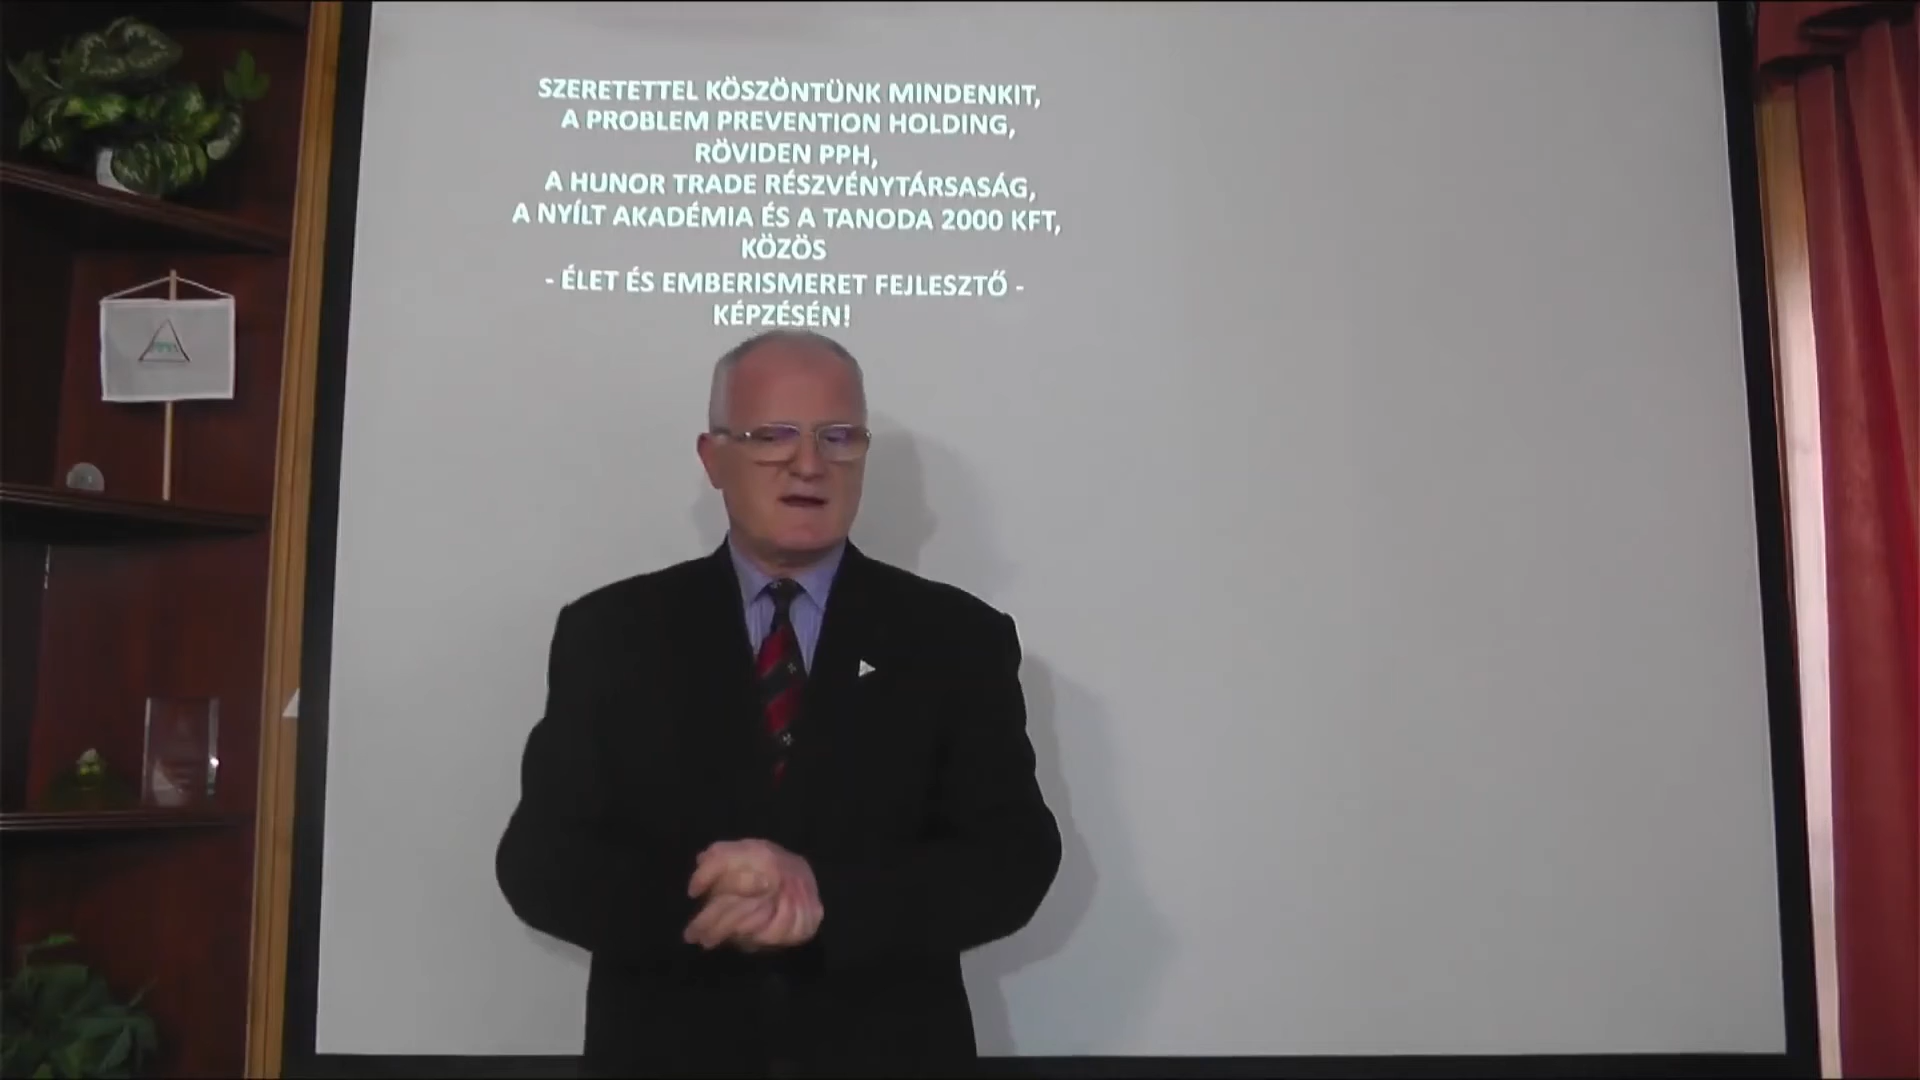 SZERETETTEL KÖSZÖNTÜNK MINDENKIT,
A PROBLEM PREVENTION HOLDING,
RÖVIDEN PPH,
A HUNOR TRADE RÉSZVÉNYTÁRSASÁG,
A NYÍLT AKADÉMIA ÉS A TANODA 2000 KFT,
KÖZÖS
- ÉLET ÉS EMBERISMERET FEJLESZTŐ -
KÉPZÉSÉN!